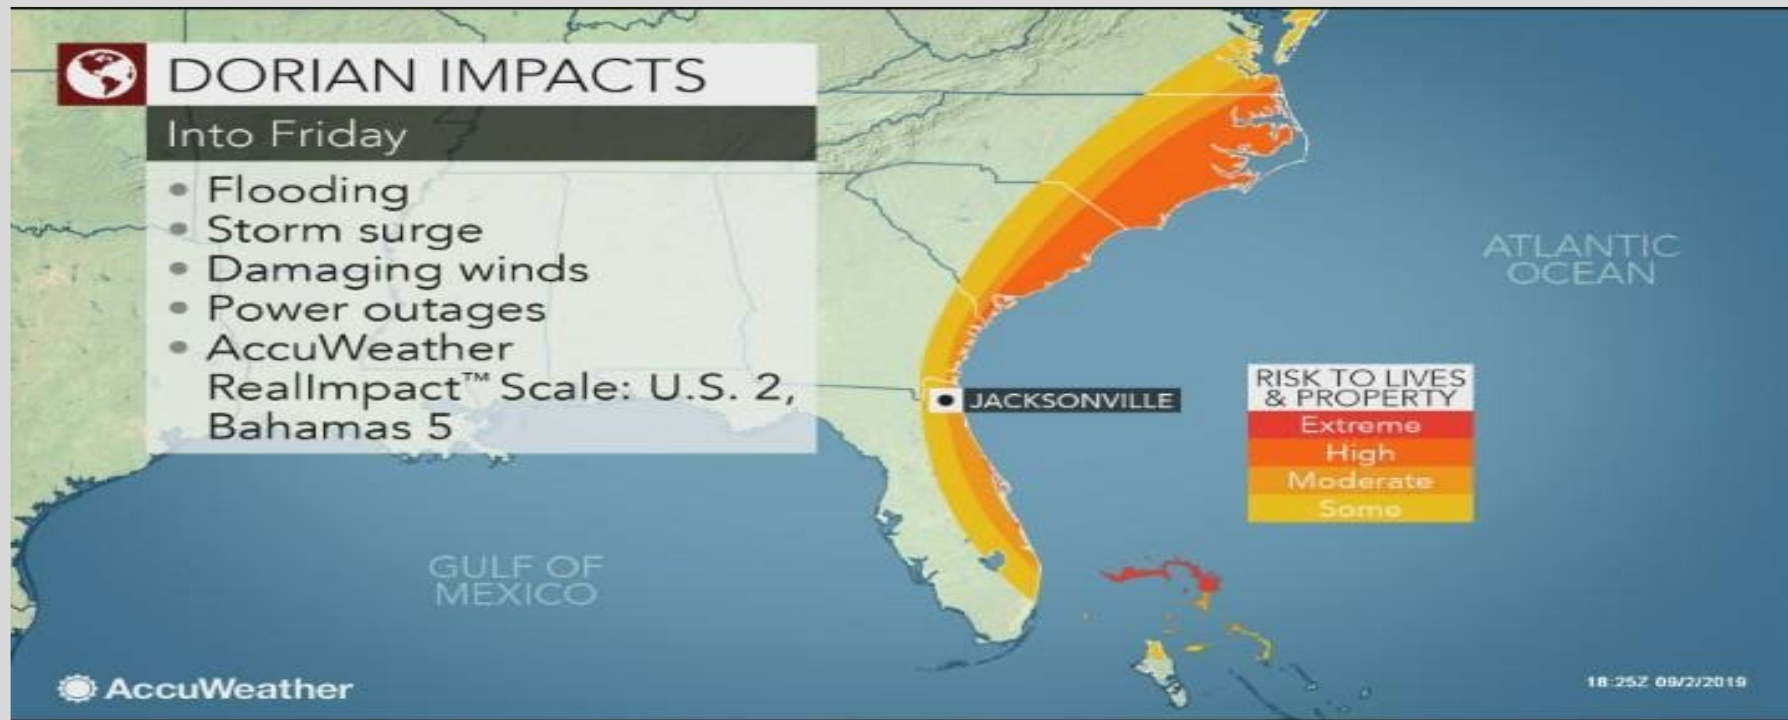 DORIAN IMPACTS
Into Friday
• Flooding
• Storm surge
• Damaging winds
• Power outages
• AccuWeather
RealImpact™ Scale: U.S. 2,
Bahamas 5
ATLANTIC
OCEAN
JACKSONVILLE
RISK TO LIVES
& PROPERTY
Extreme
High
Moderate
Some
GULF OF
MEXICO
AccuWeather
18:25Z 09/2/2019